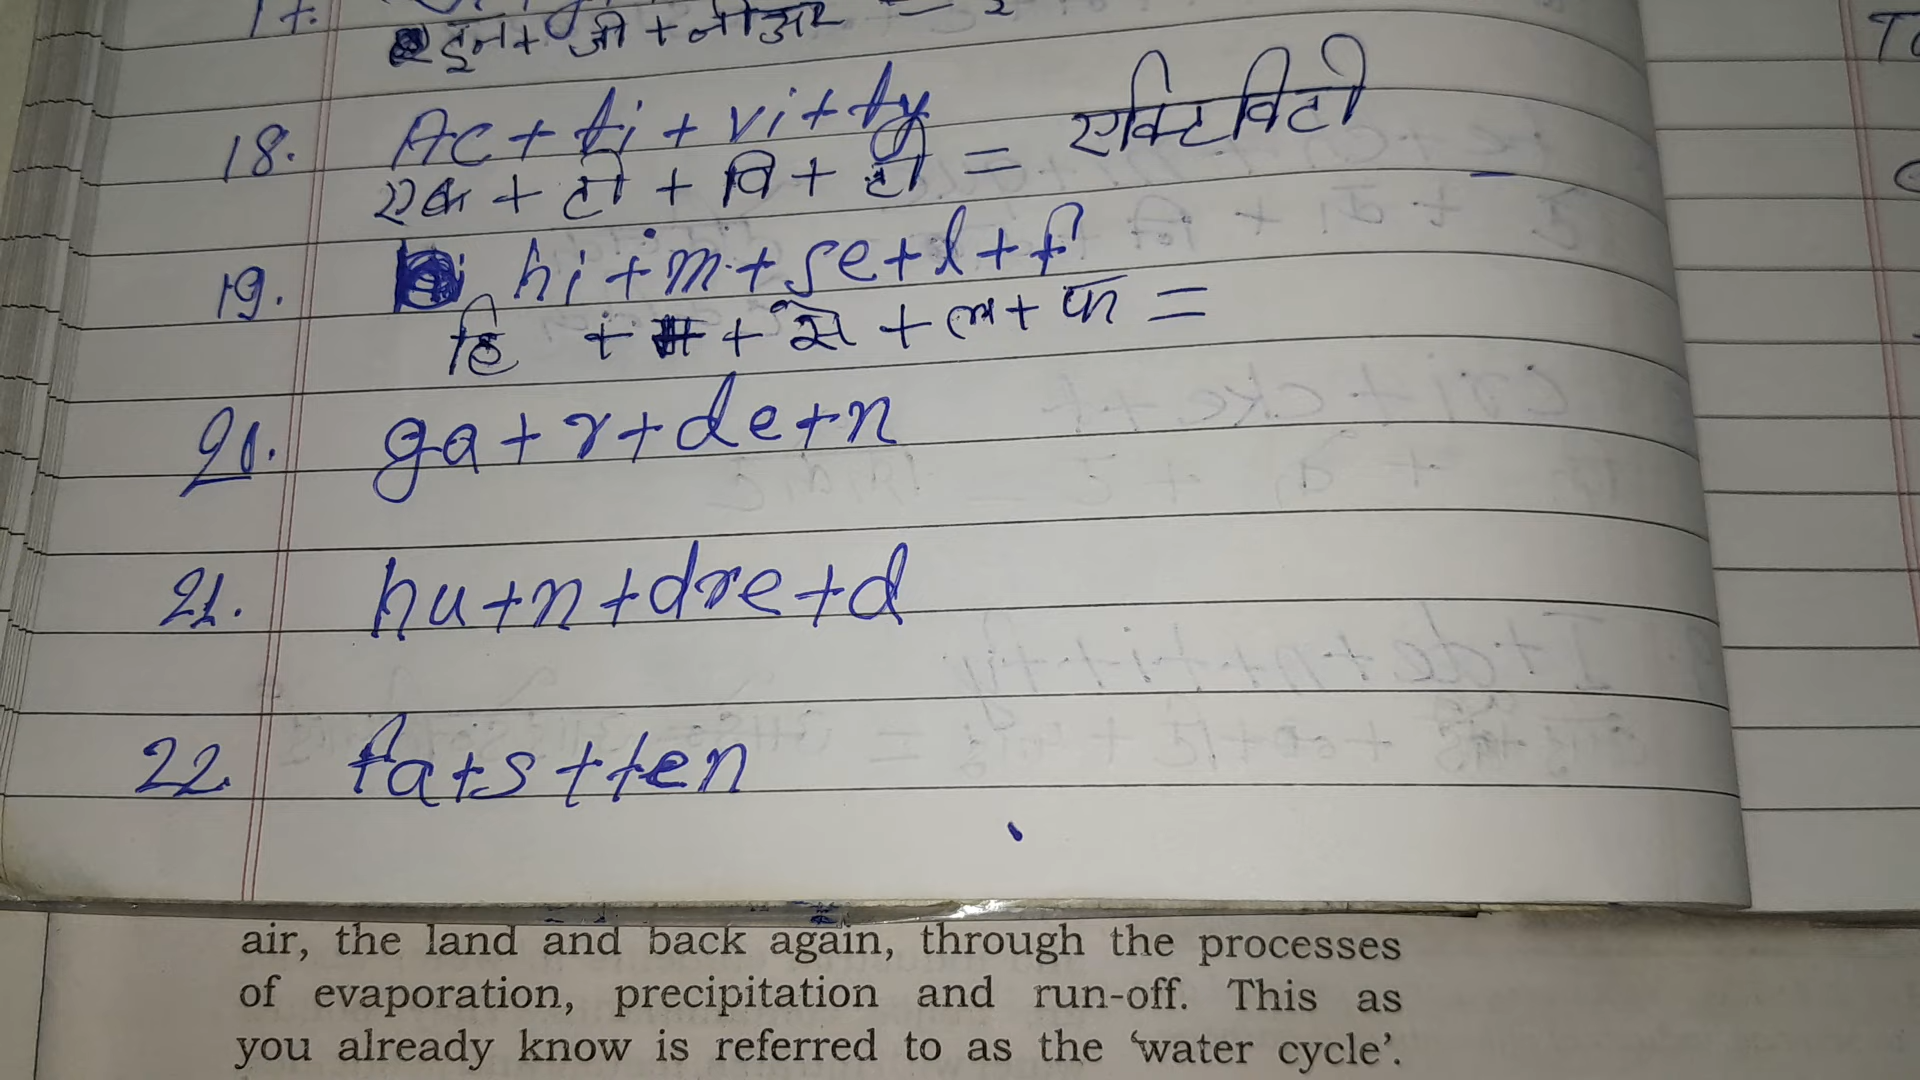 17.
इन + जी + नीअर =
18. Ac + ti + vi + ty
एक + टी + वि + टी = एक्टिविटी
19. hi + m + se + l + f
हि + म + से + ल + फ =
20. ga + r + de + n
21. hu + n + dre + d
22. fa + s + ten
air, the land and back again, through the processes
of evaporation, precipitation and run-off. This as
you already know is referred to as the ‘water cycle’.